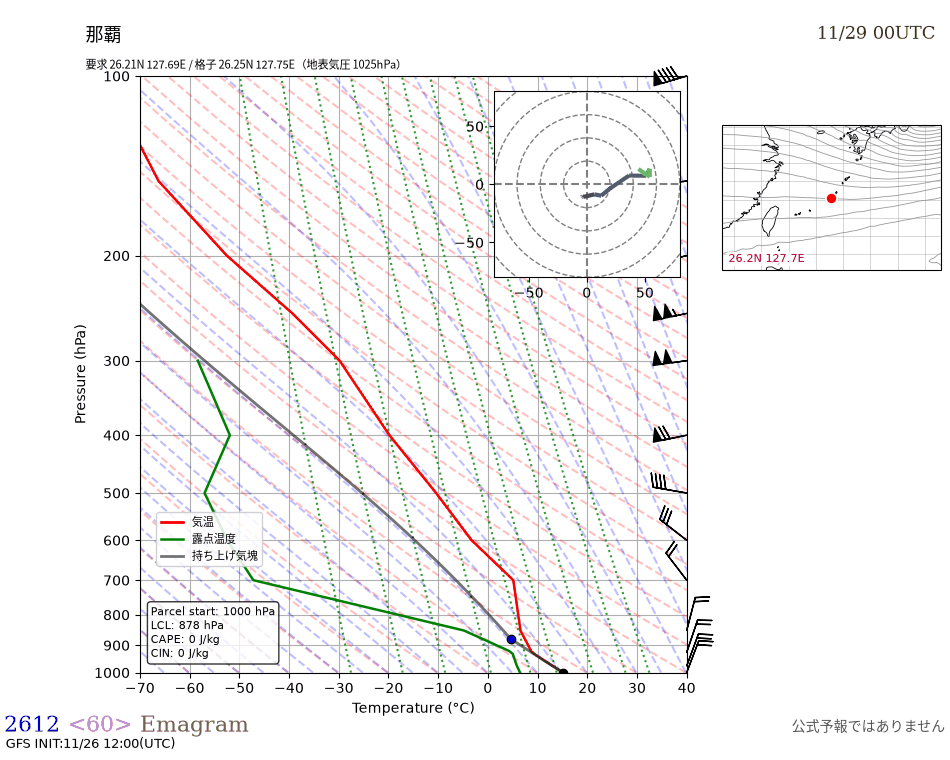 那覇
11/29 00UTC
要求 26.21N 127.69E / 格子 26.25N 127.75E（地表気圧 1025hPa）
100
200
300
400
500
600
700
800
900
1000
Pressure (hPa)
−70 −60 −50 −40 −30 −20 −10 0 10 20 30 40
Temperature (°C)
50
0
−50
−50 0 50
26.2N 127.7E
気温
露点温度
持ち上げ気塊
Parcel start: 1000 hPa
LCL: 878 hPa
CAPE: 0 J/kg
CIN: 0 J/kg
2612 <60> Emagram
GFS INIT:11/26 12:00(UTC)
公式予報ではありません